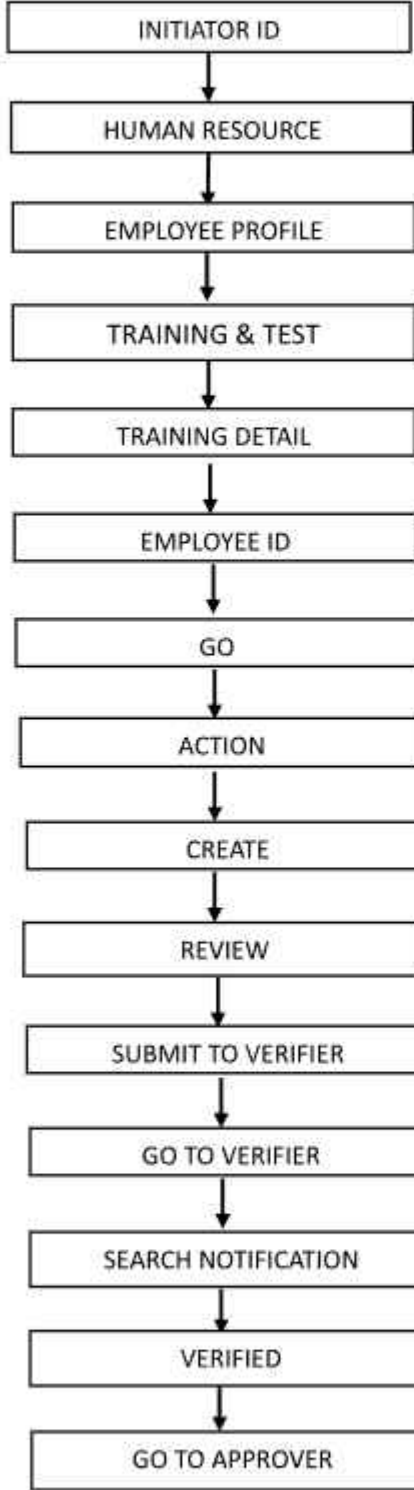 INITIATOR ID
HUMAN RESOURCE
EMPLOYEE PROFILE
TRAINING & TEST
TRAINING DETAIL
EMPLOYEE ID
GO
ACTION
CREATE
REVIEW
SUBMIT TO VERIFIER
GO TO VERIFIER
SEARCH NOTIFICATION
VERIFIED
GO TO APPROVER